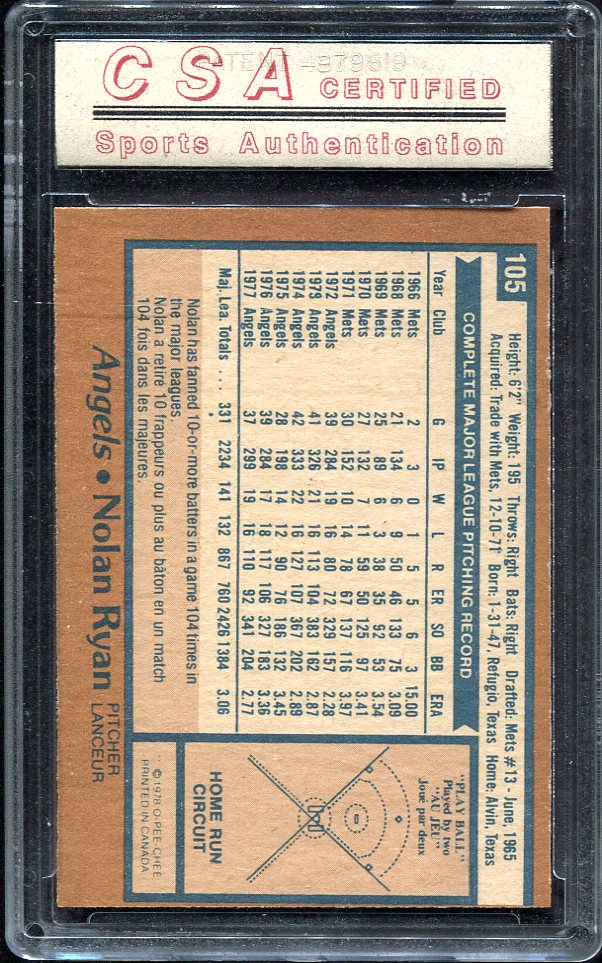 PATENT 4979619
CSA CERTIFIED
Sports Authentication
105
Height: 6'2" Weight: 195 Throws: Right Bats: Right Drafted: Mets #13 - June 1965
Acquired: Trade with Mets, 12-10-71 Born: 1-31-47, Refugio, Texas Home: Alvin, Texas
COMPLETE MAJOR LEAGUE PITCHING RECORD
Year Club G IP W L R ER SO BB ERA
1966 Mets 2 3 0 1 5 5 6 3 15.00
1968 Mets 21 134 6 9 50 46 133 75 3.09
1969 Mets 25 89 6 3 38 35 92 53 3.54
1970 Mets 27 132 7 11 59 50 125 97 3.41
1971 Mets 30 152 10 14 78 67 137 116 3.97
1972 Angels 39 284 19 16 80 72 329 157 2.28
1973 Angels 41 326 21 16 113 104 383 162 2.87
1974 Angels 42 333 22 16 127 107 367 202 2.89
1975 Angels 28 198 14 12 90 76 186 132 3.45
1976 Angels 39 284 17 18 117 106 327 183 3.36
1977 Angels 37 299 19 16 110 92 341 204 2.77
Maj. Lea. Totals .... 331 2234 141 132 867 760 2426 1384 3.06
Nolan has fanned 10-or-more batters in a game 104 times in
the major leagues.
Nolan a retiré 10 frappeurs ou plus au bâton en un match
104 fois dans les majeures.
Angels • Nolan Ryan PITCHER
LANCEUR
"PLAY BALL"
Played by two
"AU JEU"
Joué par deux
HOME RUN
CIRCUIT
© 1978 O-PEE-CHEE
PRINTED IN CANADA